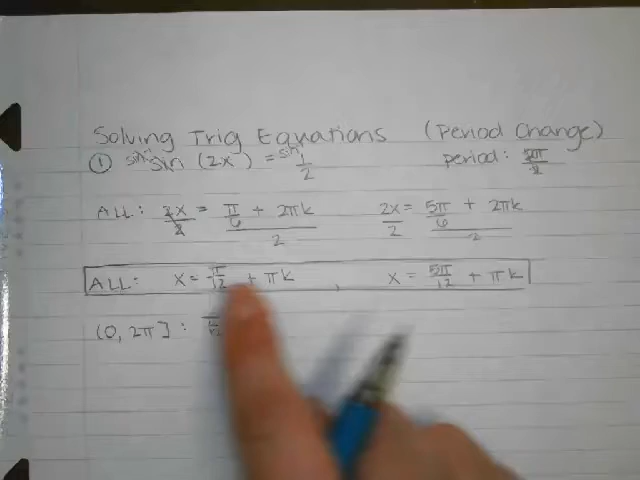 Solving Trig Equations (Period Change)
① sin⁻¹ sin (2x) = sin⁻¹ 1/2 period: 2π/2
ALL: 2x/2 = π/6 + 2πk / 2 2x/2 = 5π/6 + 2πk / 2
ALL: x = π/12 + πk , x = 5π/12 + πk
(0, 2π] :